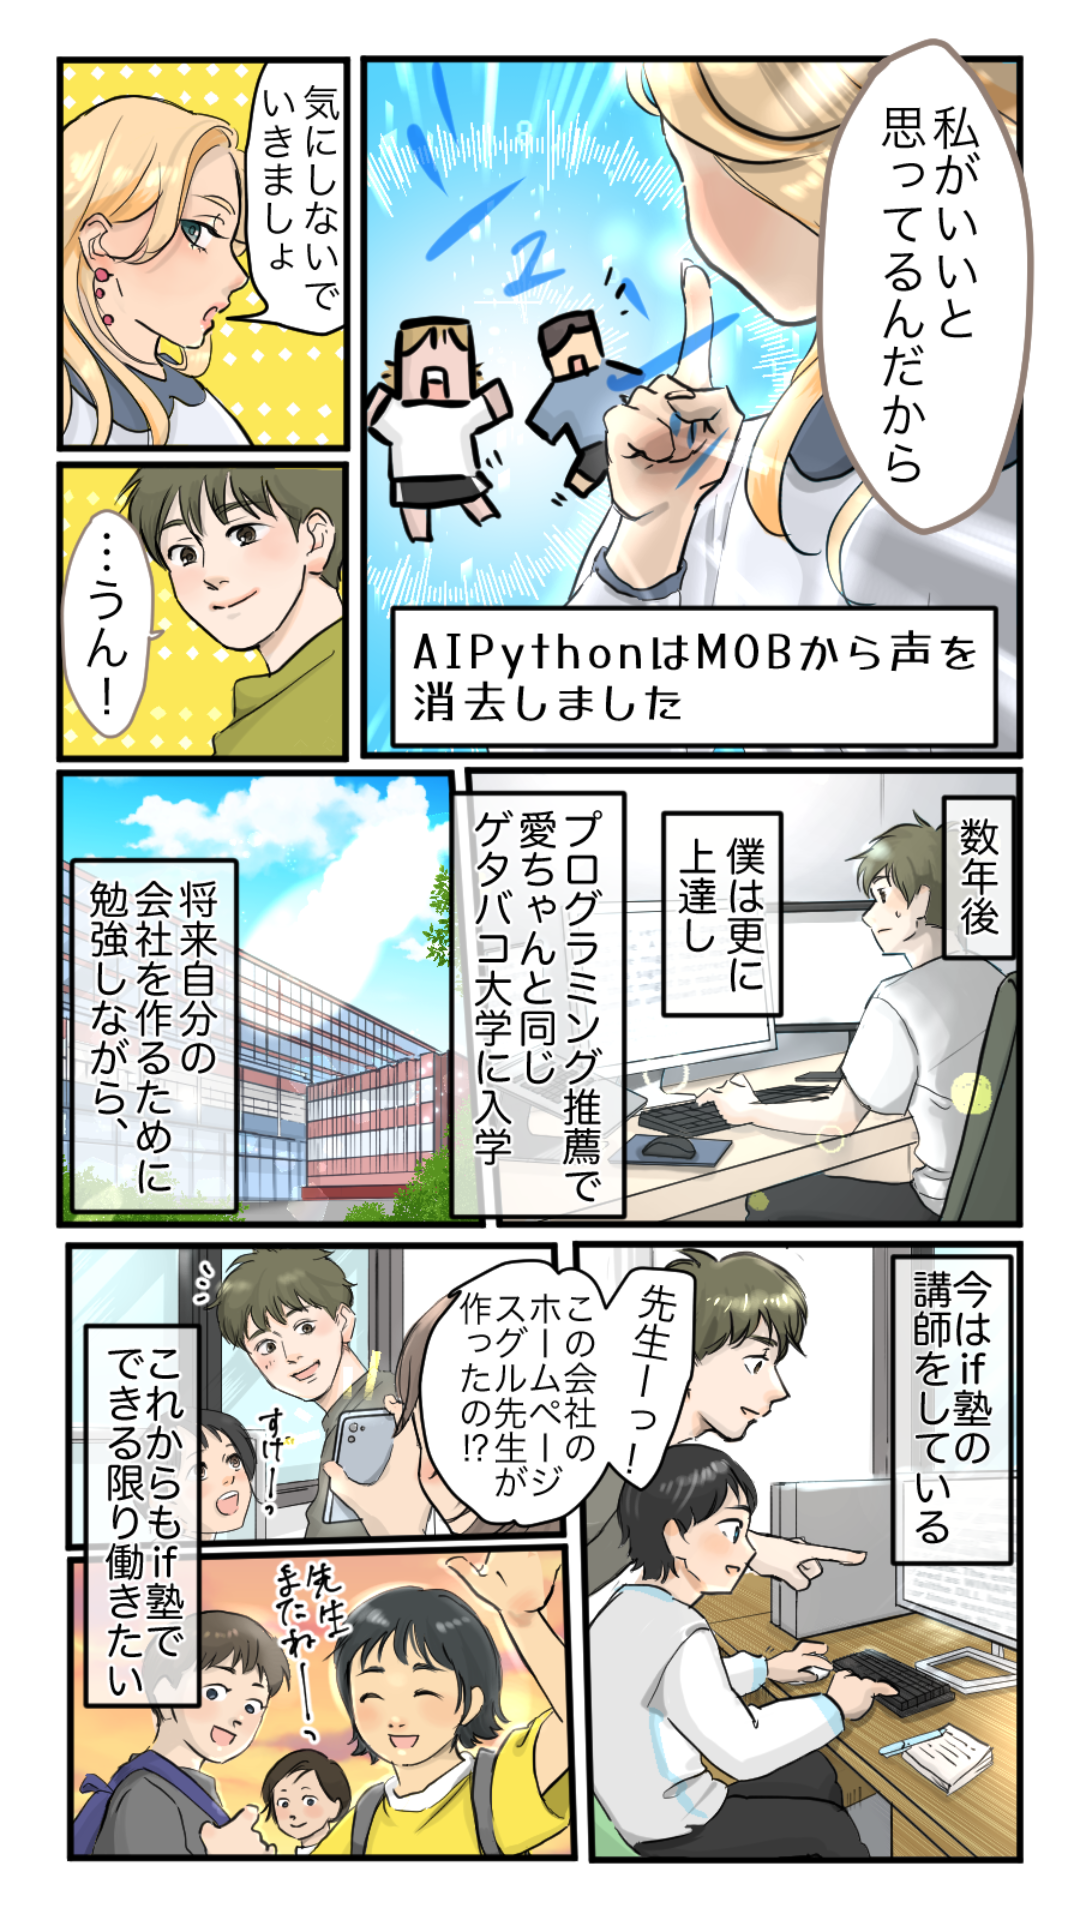 私がいいと
思ってるんだから
AIPythonはMOBから声を
消去しました
気にしないで
いきましょ
…うん！
数年後
僕は更に
上達し
プログラミング推薦で
愛ちゃんと同じ
ゲタバコ大学に入学
将来自分の
会社を作るために
勉強しながら、
今はif塾の
講師をしている
先生ーっ！
この会社の
ホームページ
スグル先生が
作ったの!?
すげーっ
これからもif塾で
できる限り働きたい
先生
またねーっ